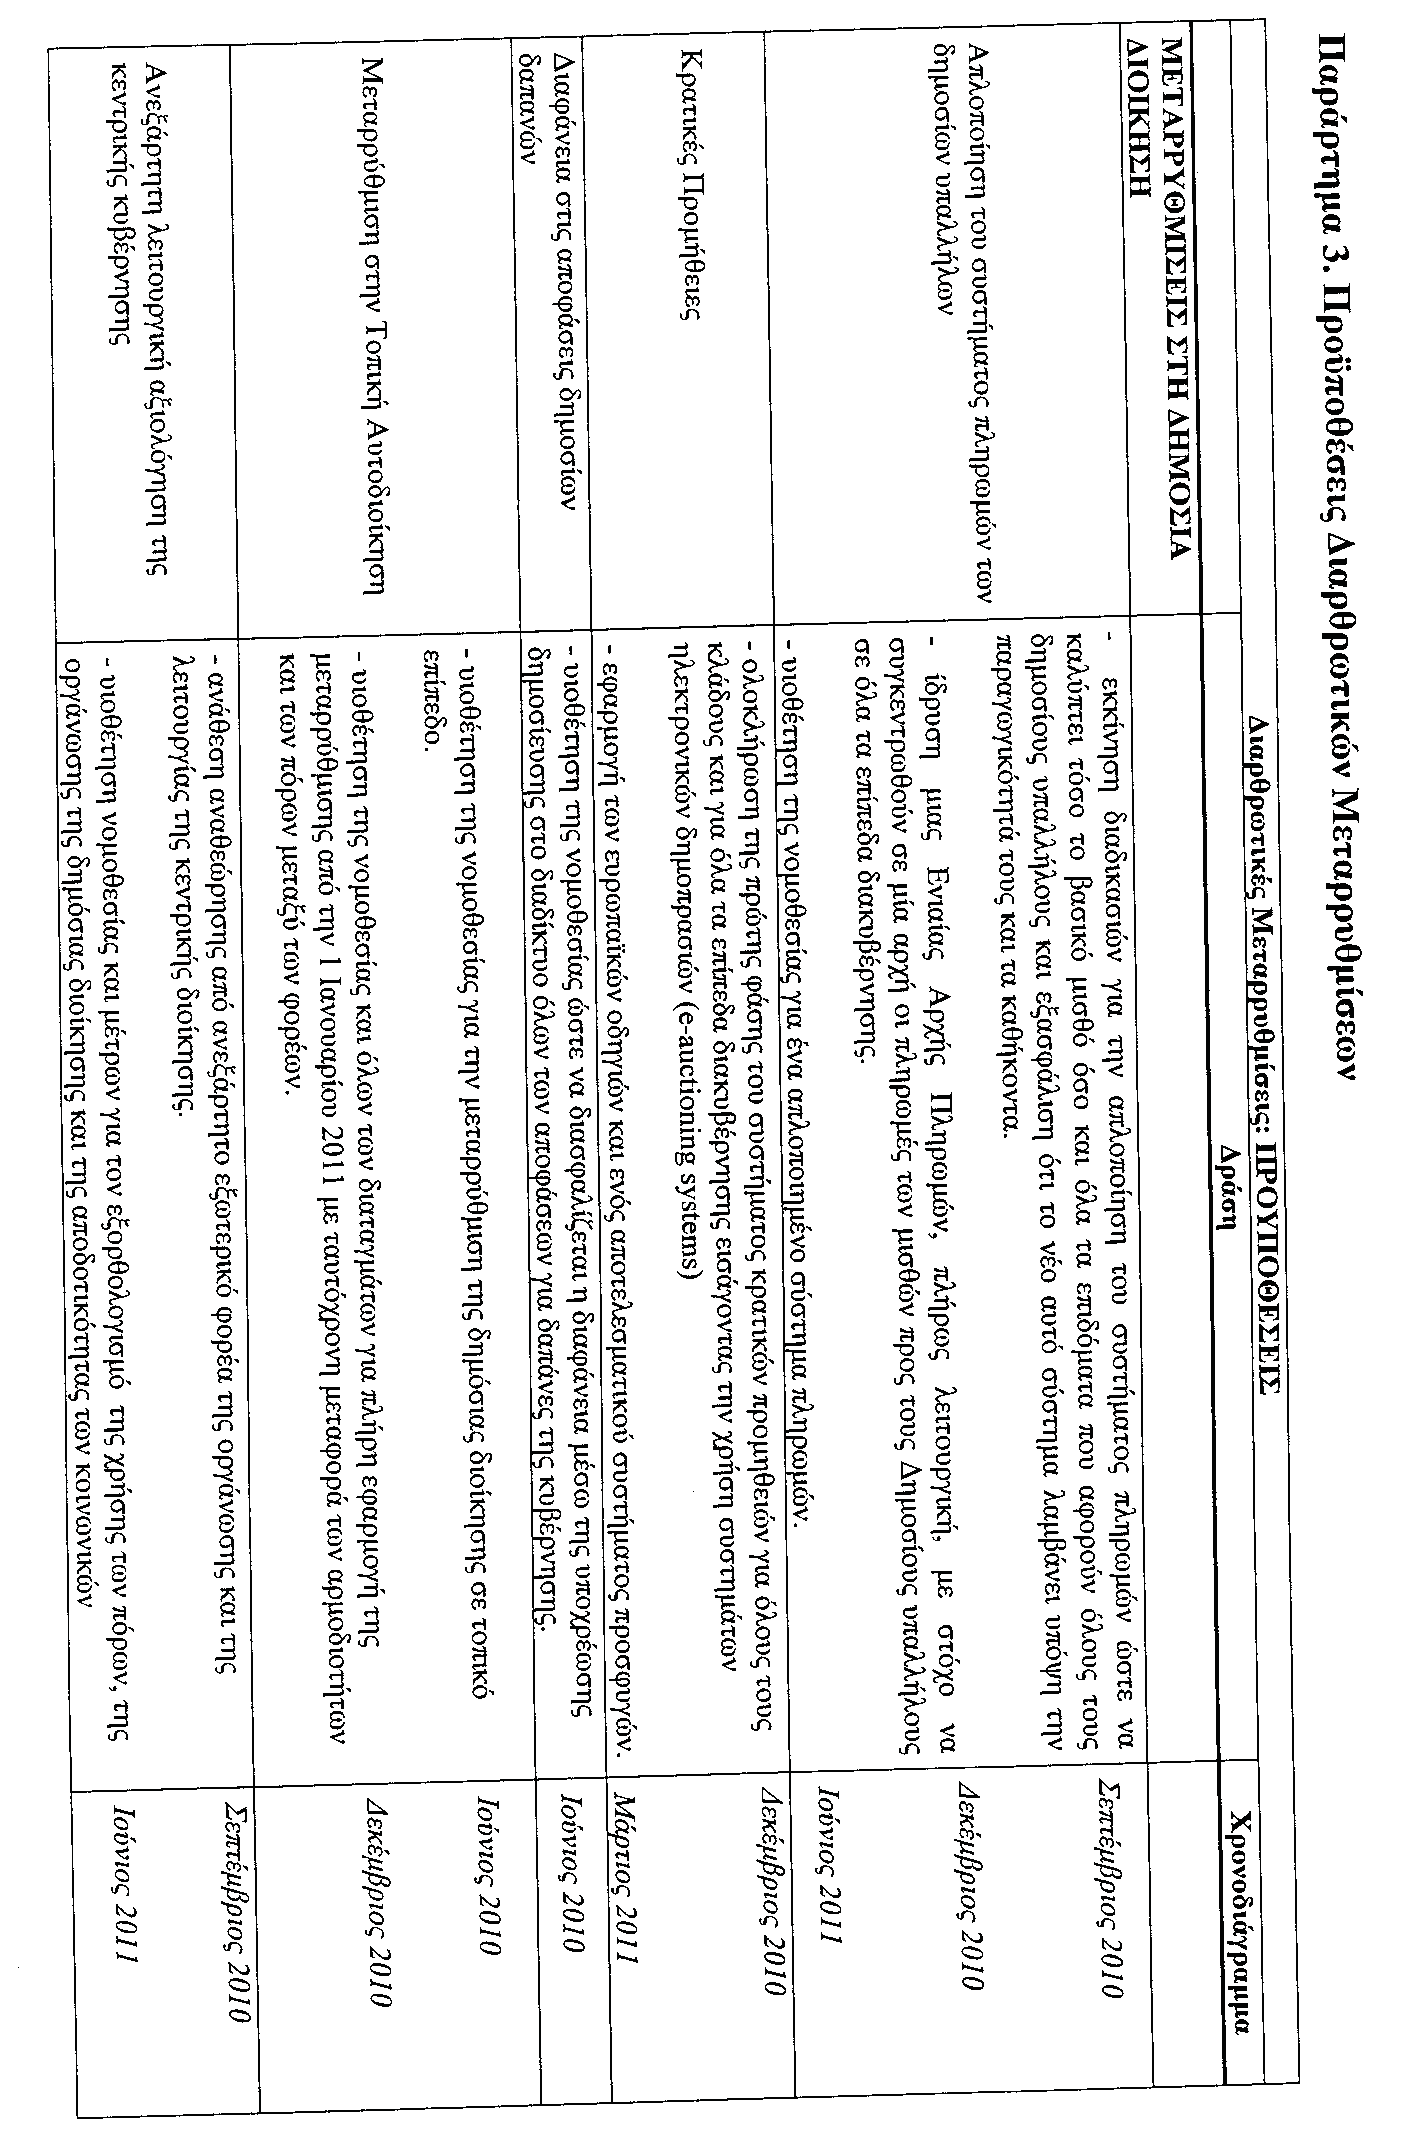 Παράρτημα 3. Προϋποθέσεις Διαρθρωτικών Μεταρρυθμίσεων
Διαρθρωτικές Μεταρρυθμίσεις: ΠΡΟΥΠΟΘΕΣΕΙΣ
Δράση
Χρονοδιάγραμμα
ΜΕΤΑΡΡΥΘΜΙΣΕΙΣ ΣΤΗ ΔΗΜΟΣΙΑ
ΔΙΟΙΚΗΣΗ
Απλοποίηση του συστήματος πληρωμών των
δημοσίων υπαλλήλων
- εκκίνηση διαδικασιών για την απλοποίηση του συστήματος πληρωμών ώστε να
καλύπτει τόσο το βασικό μισθό όσο και όλα τα επιδόματα που αφορούν όλους τους
δημοσίους υπαλλήλους και εξασφάλιση ότι το νέο αυτό σύστημα λαμβάνει υπόψη την
παραγωγικότητά τους και τα καθήκοντα.
Σεπτέμβριος 2010
- ίδρυση μιας Ενιαίας Αρχής Πληρωμών, πλήρως λειτουργική, με στόχο να
συγκεντρωθούν σε μία αρχή οι πληρωμές των μισθών προς τους Δημοσίους υπαλλήλους
σε όλα τα επίπεδα διακυβέρνησης.
Δεκέμβριος 2010
- υιοθέτηση της νομοθεσίας για ένα απλοποιημένο σύστημα πληρωμών.
Ιούνιος 2011
Κρατικές Προμήθειες
- ολοκλήρωση της πρώτης φάσης του συστήματος κρατικών προμηθειών για όλους τους
κλάδους και για όλα τα επίπεδα διακυβέρνησης εισάγοντας την χρήση συστημάτων
ηλεκτρονικών δημοπρασιών (e-auctioning systems)
Δεκέμβριος 2010
- εφαρμογή των ευρωπαϊκών οδηγιών και ενός αποτελεσματικού συστήματος προσφυγών.
Μάρτιος 2011
Διαφάνεια στις αποφάσεις δημοσίων
δαπανών
- υιοθέτηση της νομοθεσίας ώστε να διασφαλίζεται η διαφάνεια μέσω της υποχρέωσης
δημοσίευσης στο διαδίκτυο όλων των αποφάσεων για δαπάνες της κυβέρνησης.
Ιούνιος 2010
Μεταρρύθμιση στην Τοπική Αυτοδιοίκηση
- υιοθέτηση της νομοθεσίας για την μεταρρύθμιση της δημόσιας διοίκησης σε τοπικό
επίπεδο.
Ιούνιος 2010
- υιοθέτηση της νομοθεσίας και όλων των διαταγμάτων για πλήρη εφαρμογή της
μεταρρύθμισης από την 1 Ιανουαρίου 2011 με ταυτόχρονη μεταφορά των αρμοδιοτήτων
και των πόρων μεταξύ των φορέων.
Δεκέμβριος 2010
Ανεξάρτητη λειτουργική αξιολόγηση της
κεντρικής κυβέρνησης
- ανάθεση αναθεώρησης από ανεξάρτητο εξωτερικό φορέα της οργάνωσης και της
λειτουργίας της κεντρικής διοίκησης.
Σεπτέμβριος 2010
- υιοθέτηση νομοθεσίας και μέτρων για τον εξορθολογισμό της χρήσης των πόρων, της
οργάνωσης της δημόσιας διοίκησης και της αποδοτικότητας των κοινωνικών
Ιούνιος 2011